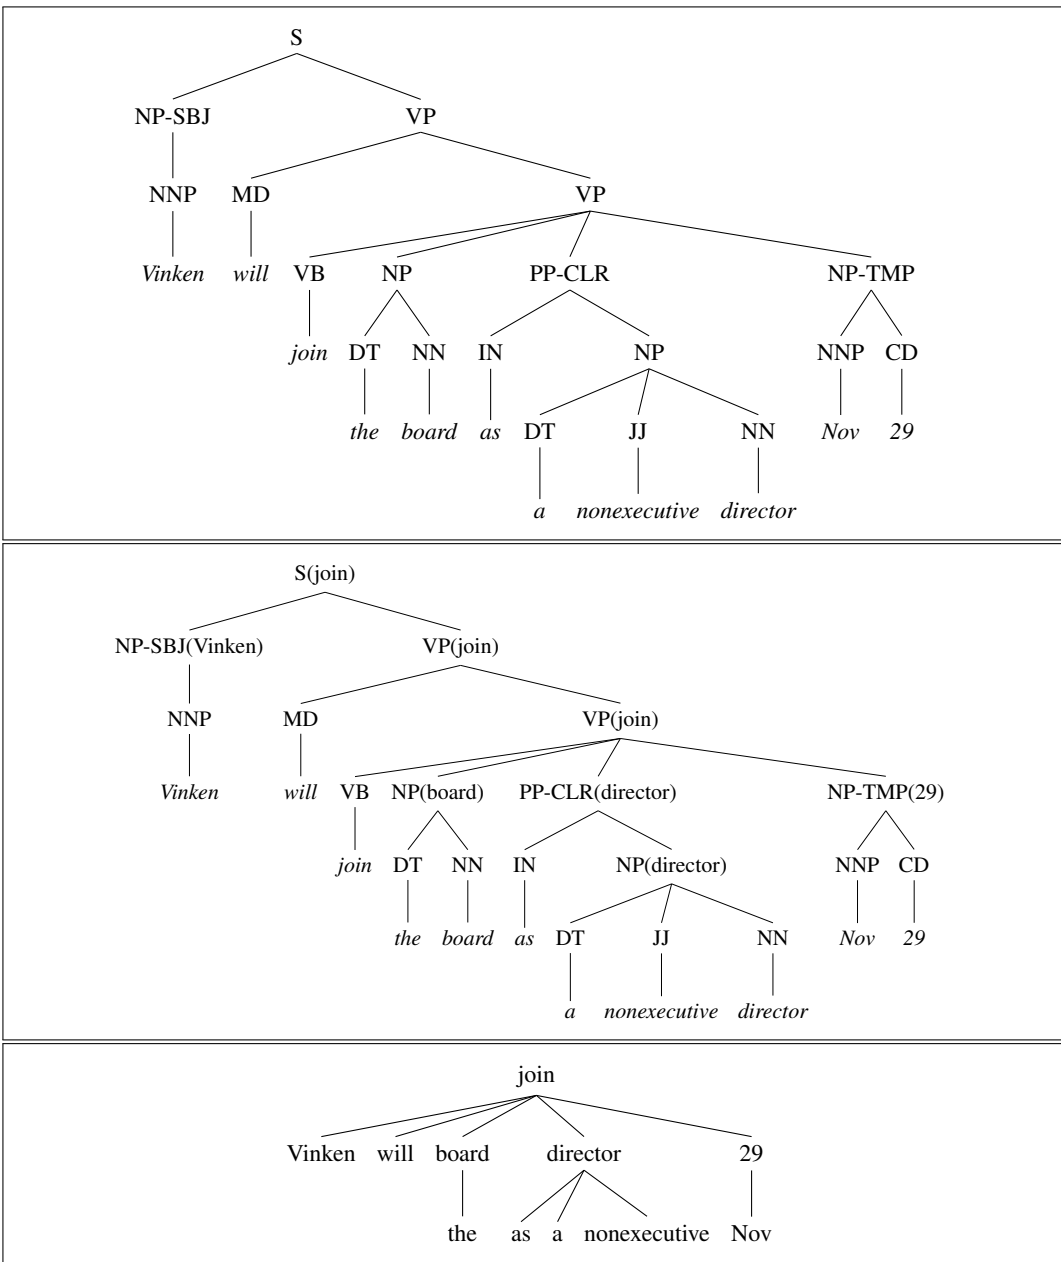 S
NP-SBJ VP
NNP MD VP
Vinken will VB NP PP-CLR NP-TMP
join DT NN IN NP NNP CD
the board as DT JJ NN Nov 29
a nonexecutive director
S(join)
NP-SBJ(Vinken) VP(join)
NNP MD VP(join)
Vinken will VB NP(board) PP-CLR(director) NP-TMP(29)
join DT NN IN NP(director) NNP CD
the board as DT JJ NN Nov 29
a nonexecutive director
join
Vinken will board director 29
the as a nonexecutive Nov